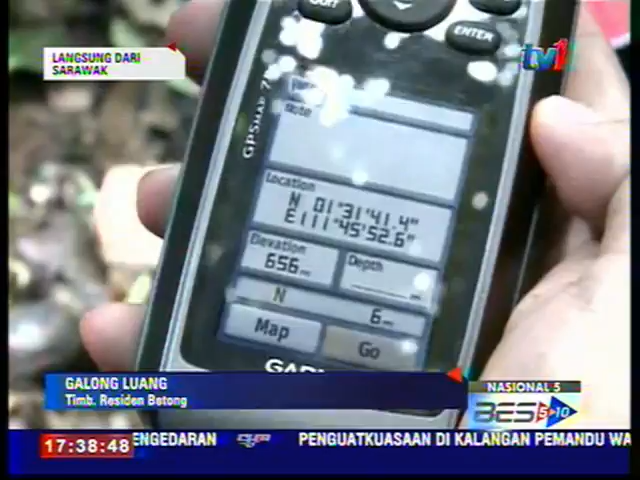 Quit
ENTER
tv1
LANGSUNG DARI
SARAWAK
GPSMAP
Note
Location
N 01°31'41.4"
E111°45'52.6"
Elevation
656m
Depth
N
6m
Map
Go
GALONG LUANG
Timb. Residen Betong
NASIONAL 5
BES 5:10
17:38:48
ENGEDARAN
PENGUATKUASAAN DI KALANGAN PEMANDU WA